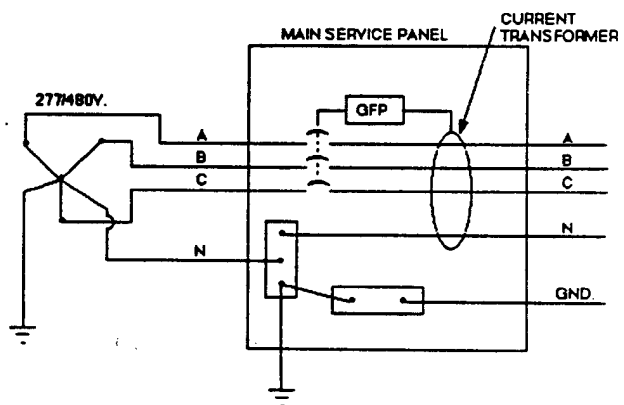 CURRENT
TRANSFORMER
MAIN SERVICE PANEL
277/480V.
GFP
A
A
B
B
C
C
N
N
GND.